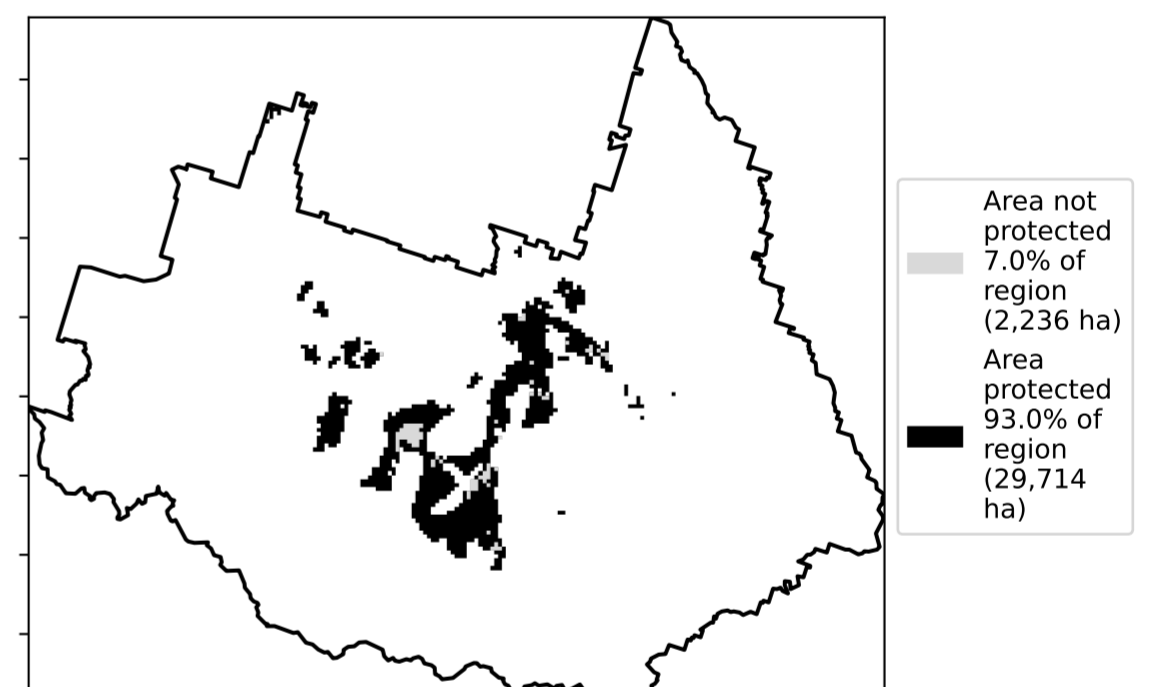 Area not
protected
7.0% of
region
(2,236 ha)
Area
protected
93.0% of
region
(29,714
ha)